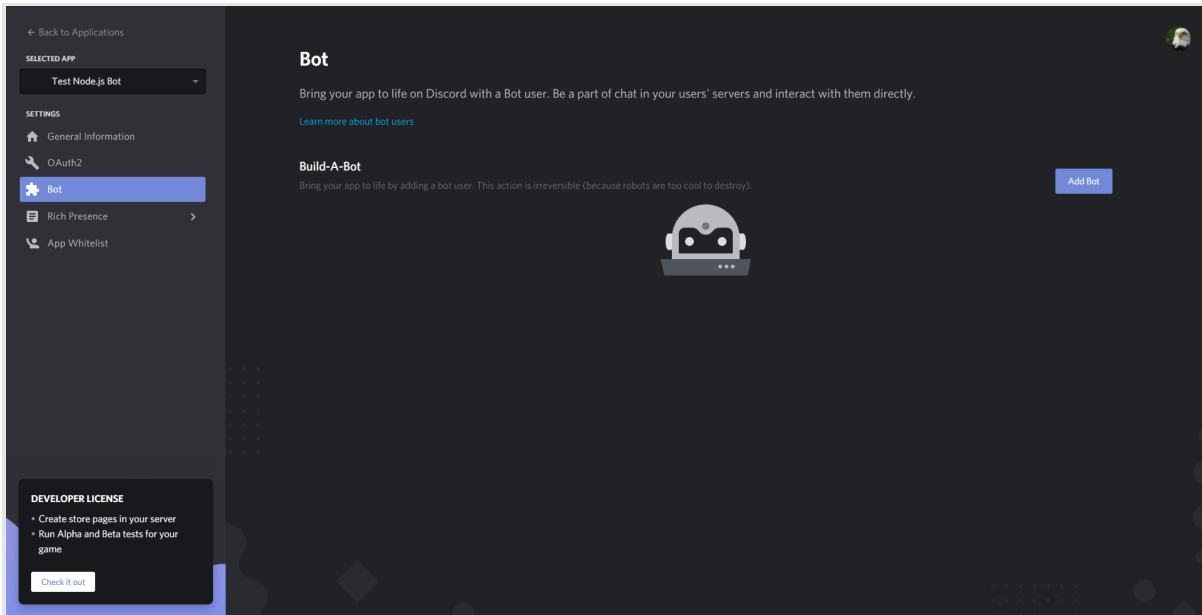 ← Back to Applications
SELECTED APP
Test Node.js Bot
SETTINGS
General Information
OAuth2
Bot
Rich Presence
App Whitelist
DEVELOPER LICENSE
• Create store pages in your server
• Run Alpha and Beta tests for your
game
Check it out
Bot
Bring your app to life on Discord with a Bot user. Be a part of chat in your users' servers and interact with them directly.
Learn more about bot users
Build-A-Bot
Bring your app to life by adding a bot user. This action is irreversible (because robots are too cool to destroy).
Add Bot